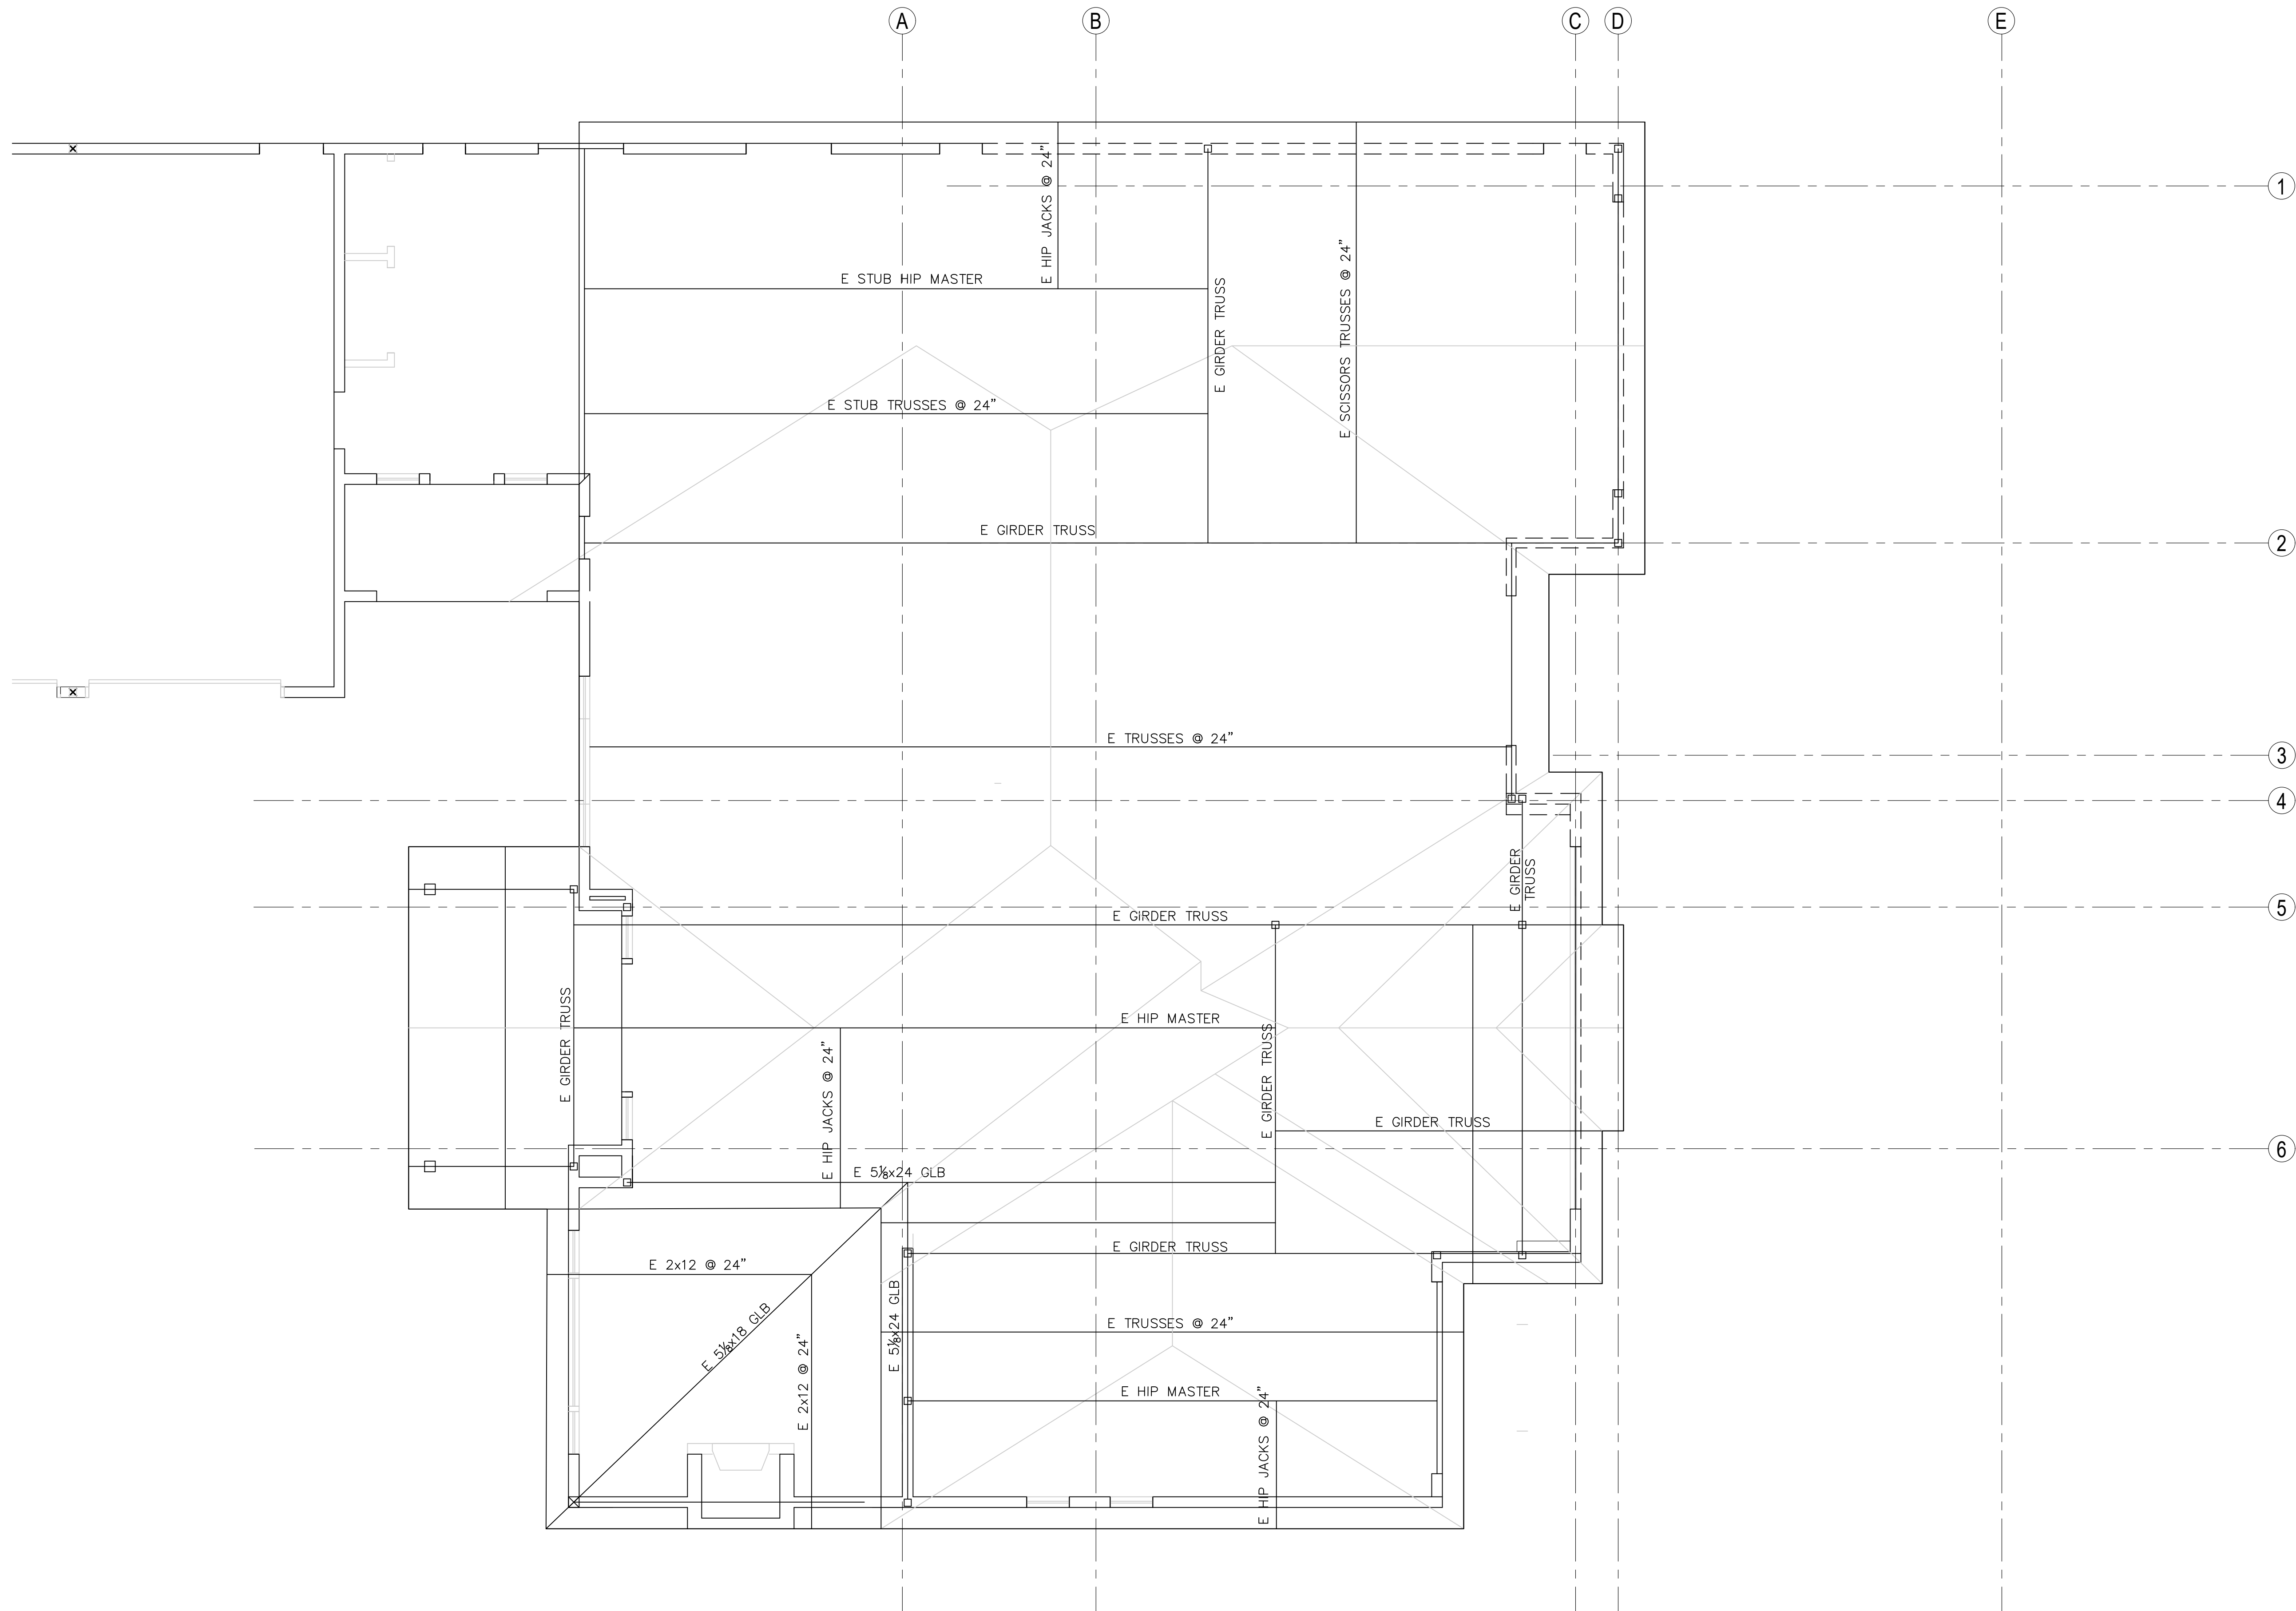 A
B
C
D
E
1
E HIP JACKS @ 24"
E STUB HIP MASTER
E GIRDER TRUSS
E SCISSORS TRUSSES @ 24"
E STUB TRUSSES @ 24"
E GIRDER TRUSS
2
E TRUSSES @ 24"
3
4
E GIRDER
TRUSS
5
E GIRDER TRUSS
E GIRDER TRUSS
E HIP MASTER
E GIRDER TRUSS
E HIP JACKS @ 24"
E GIRDER TRUSS
6
E 5⅛x24 GLB
E GIRDER TRUSS
E 2x12 @ 24"
E 5⅛x18 GLB
E 5⅛x24 GLB
E TRUSSES @ 24"
E 2x12 @ 24"
E HIP MASTER
E HIP JACKS @ 24"